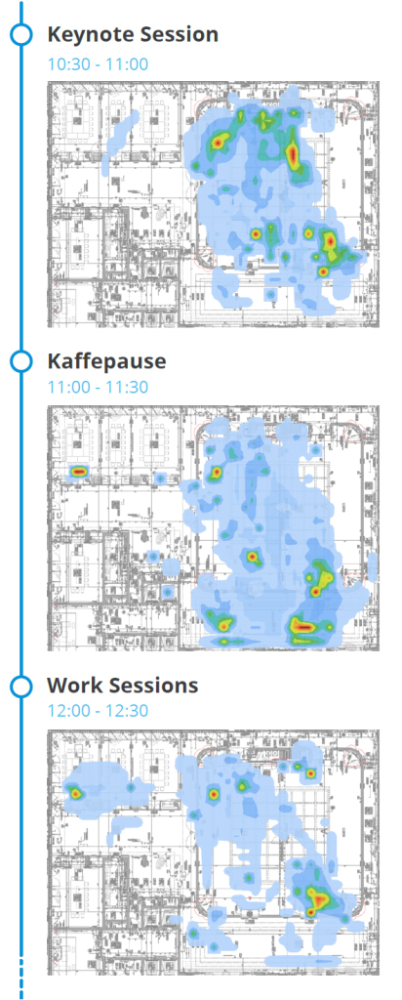 Keynote Session
10:30 - 11:00
Kaffepause
11:00 - 11:30
Work Sessions
12:00 - 12:30